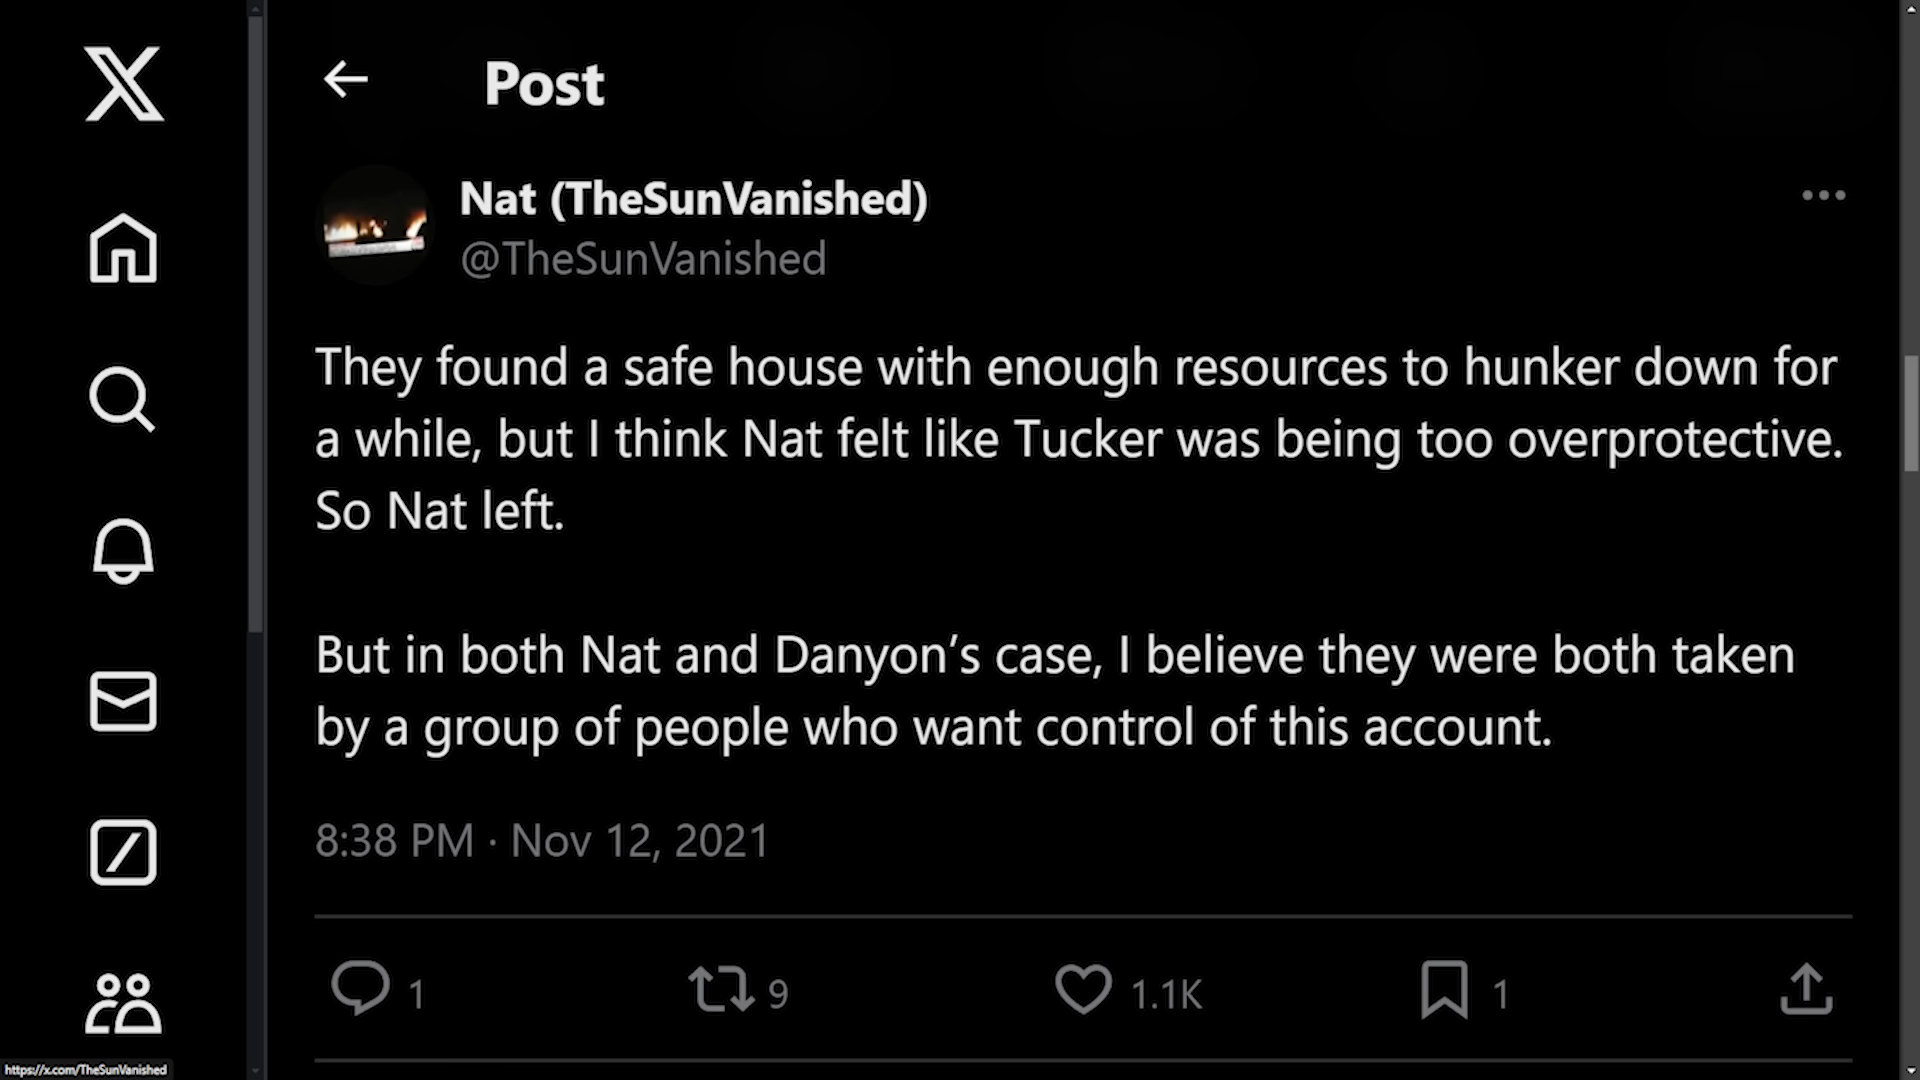 Post
Nat (TheSunVanished)
@TheSunVanished
They found a safe house with enough resources to hunker down for
a while, but I think Nat felt like Tucker was being too overprotective.
So Nat left.
But in both Nat and Danyon’s case, I believe they were both taken
by a group of people who want control of this account.
8:38 PM · Nov 12, 2021
1 9 1.1K 1
https://x.com/TheSunVanished